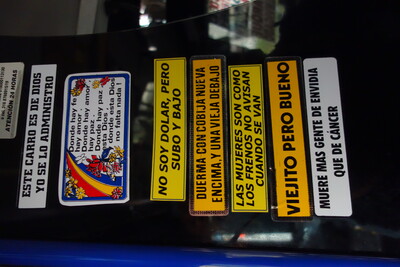 ATENCIÓN 24 HORAS
ESTE CARRO ES DE DIOS
YO SE LO ADMINISTRO
Donde hay fe
hay amor.
Donde hay amor
hay paz.
Donde hay paz
esta Dios,
donde esta Dios
no falta nada!
NO SOY DOLAR, PERO
SUBO Y BAJO
DUERMA CON COBIJA NUEVA
ENCIMA, Y UNA VIEJA DEBAJO
LAS MUJERES SON COMO
LOS FRENOS NO AVISAN
CUANDO SE VAN
VIEJITO PERO BUENO
MUERE MAS GENTE DE ENVIDIA
QUE DE CÁNCER